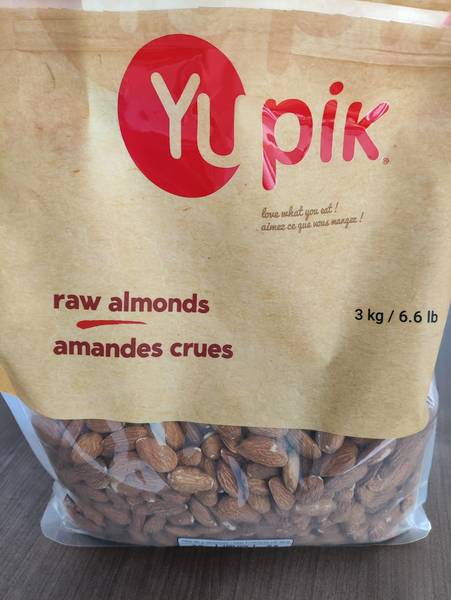 Yupik®
love what you eat !
aimez ce que vous mangez !
raw almonds
3 kg / 6.6 lb
amandes crues